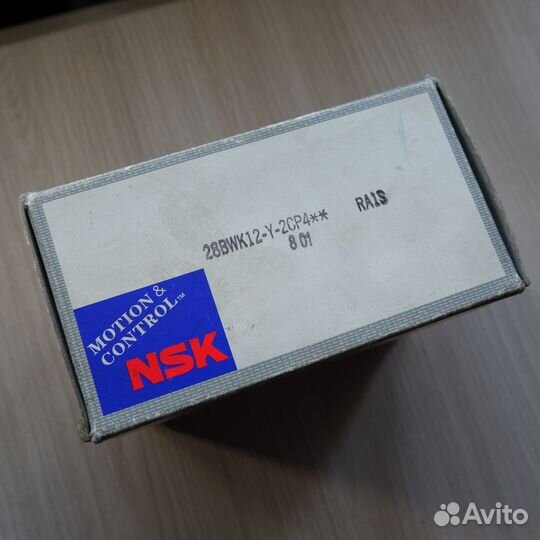 28BWK12-Y-2CP4** RAIS
8 01
MOTION &
CONTROL™
NSK
Avito